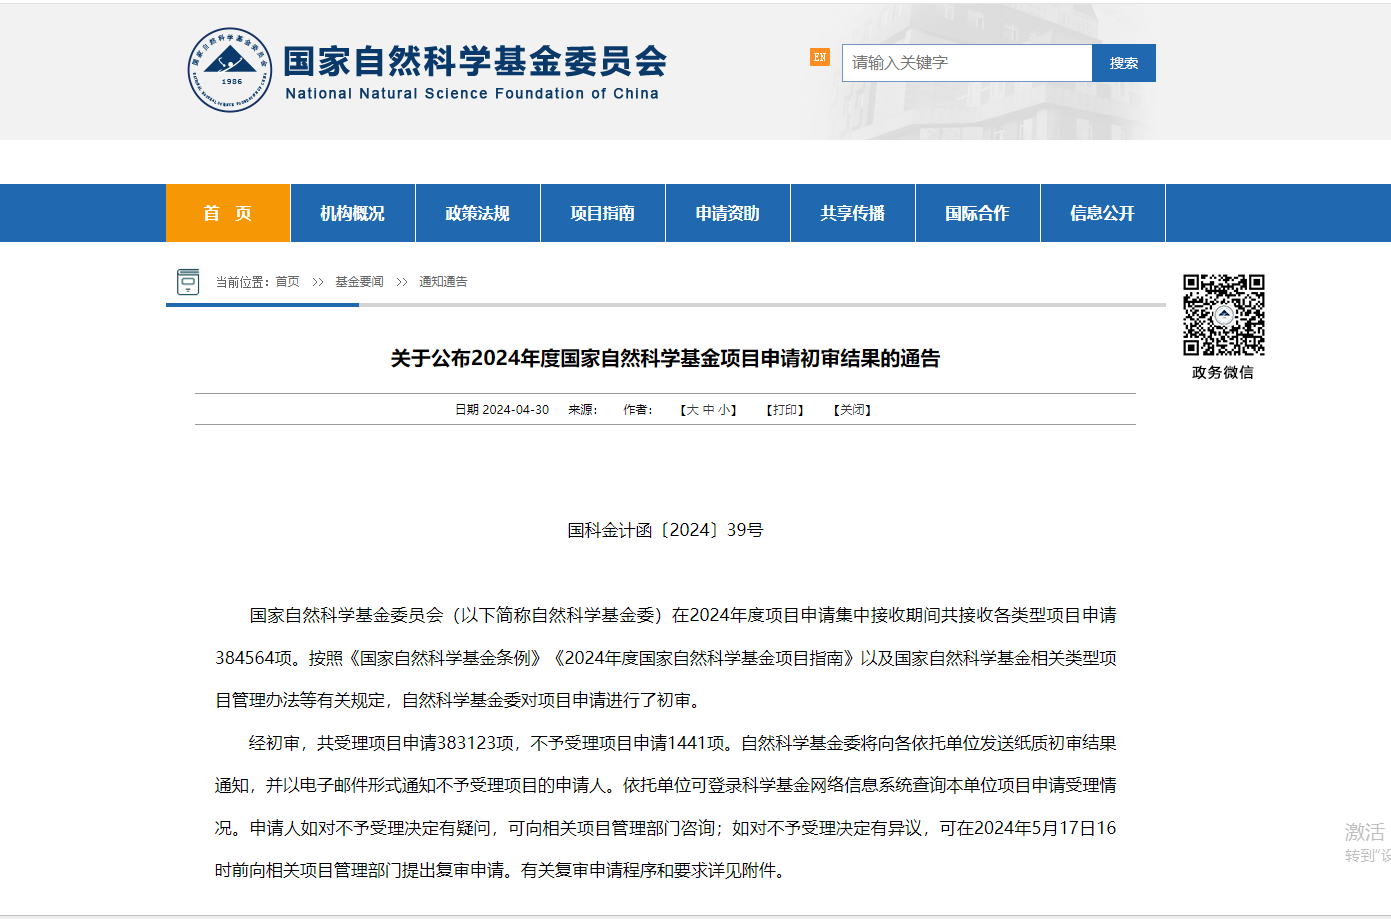 国家自然科学基金委员会
1986
国家自然科学基金委员会
National Natural Science Foundation of China
EN
请输入关键字
搜索
首 页
机构概况
政策法规
项目指南
申请资助
共享传播
国际合作
信息公开
当前位置：首页 >> 基金要闻 >> 通知通告
政务微信
关于公布2024年度国家自然科学基金项目申请初审结果的通告
日期 2024-04-30 来源： 作者： 【大 中 小】 【打印】 【关闭】
国科金计函〔2024〕39号
国家自然科学基金委员会（以下简称自然科学基金委）在2024年度项目申请集中接收期间共接收各类型项目申请
384564项。按照《国家自然科学基金条例》《2024年度国家自然科学基金项目指南》以及国家自然科学基金相关类型项
目管理办法等有关规定，自然科学基金委对项目申请进行了初审。
经初审，共受理项目申请383123项，不予受理项目申请1441项。自然科学基金委将向各依托单位发送纸质初审结果
通知，并以电子邮件形式通知不予受理项目的申请人。依托单位可登录科学基金网络信息系统查询本单位项目申请受理情
况。申请人如对不予受理决定有疑问，可向相关项目管理部门咨询；如对不予受理决定有异议，可在2024年5月17日16
时前向相关项目管理部门提出复审申请。有关复审申请程序和要求详见附件。
激活
转到"设